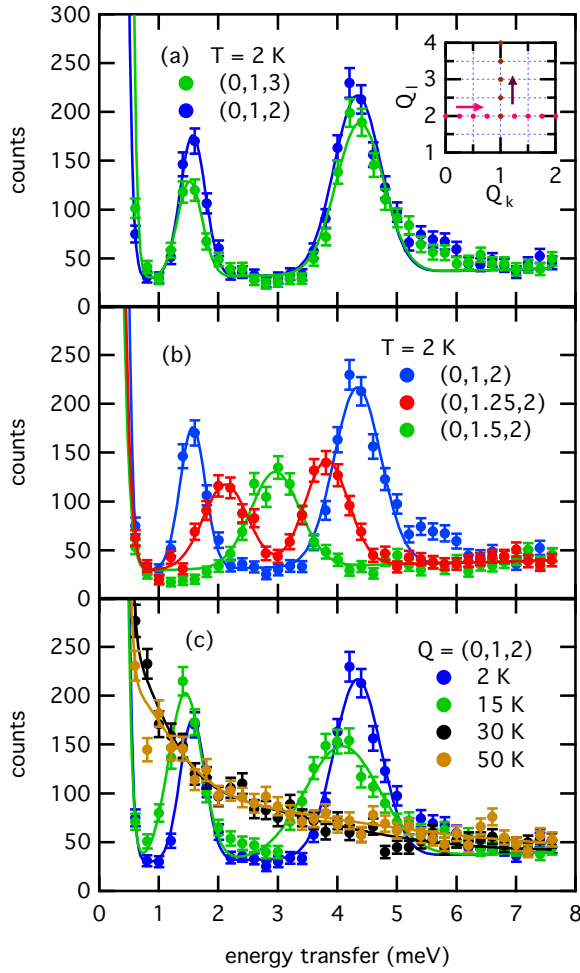 300
250
200
150
100
50
0
counts
(a)
T = 2 K
(0,1,3)
(0,1,2)
4
3
2
1
Q_l
0
1
2
Q_k
250
200
150
100
50
0
counts
(b)
T = 2 K
(0,1,2)
(0,1.25,2)
(0,1.5,2)
250
200
150
100
50
0
counts
(c)
Q = (0,1,2)
2 K
15 K
30 K
50 K
0 1 2 3 4 5 6 7 8
energy transfer (meV)